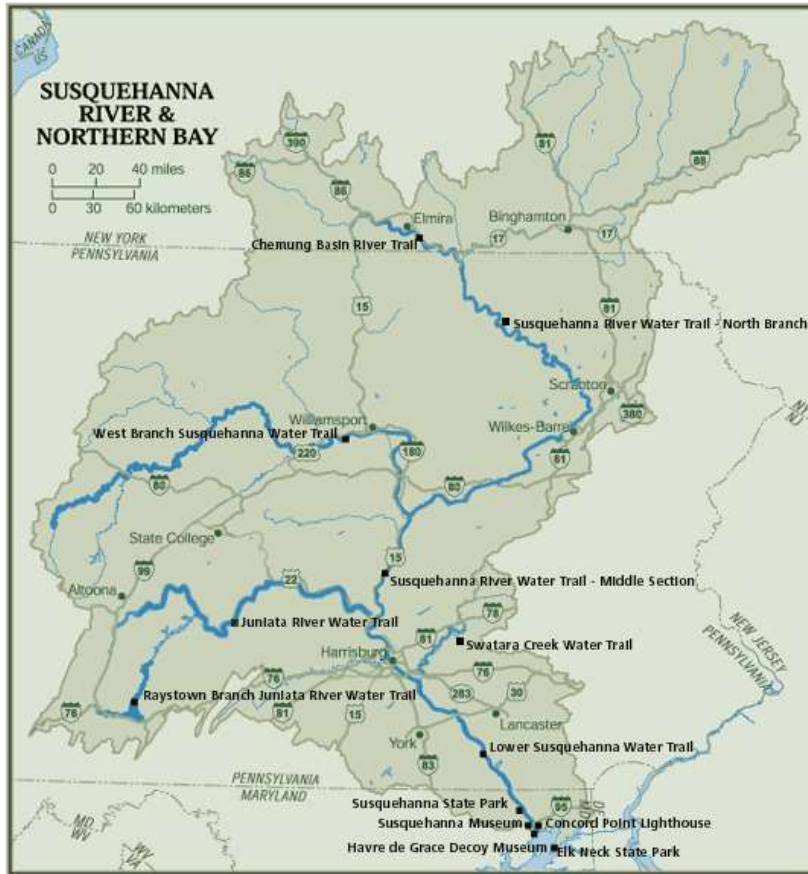 CANADA
US
SUSQUEHANNA
RIVER &
NORTHERN BAY
0 20 40 miles
0 30 60 kilometers
390
86
86
81
88
Elmira
Binghamton
17
17
NEW YORK
PENNSYLVANIA
Chemung Basin River Trail
15
81
Susquehanna River Water Trail - North Branch
Scranton
380
NY
NJ
Williamsport
Wilkes-Barre
West Branch Susquehanna Water Trail
220
180
81
80
80
State College
15
99
22
Susquehanna River Water Trail - Middle Section
Altoona
78
Juniata River Water Trail
81
Swatara Creek Water Trail
NEW JERSEY
PENNSYLVANIA
Harrisburg
76
76
Raystown Branch Juniata River Water Trail
283
30
76
81
15
Lancaster
York
Lower Susquehanna Water Trail
83
PENNSYLVANIA
MARYLAND
Susquehanna State Park
95
DE
MD
Susquehanna Museum
Concord Point Lighthouse
MD
WV
Havre de Grace Decoy Museum
Elk Neck State Park
WV
VA